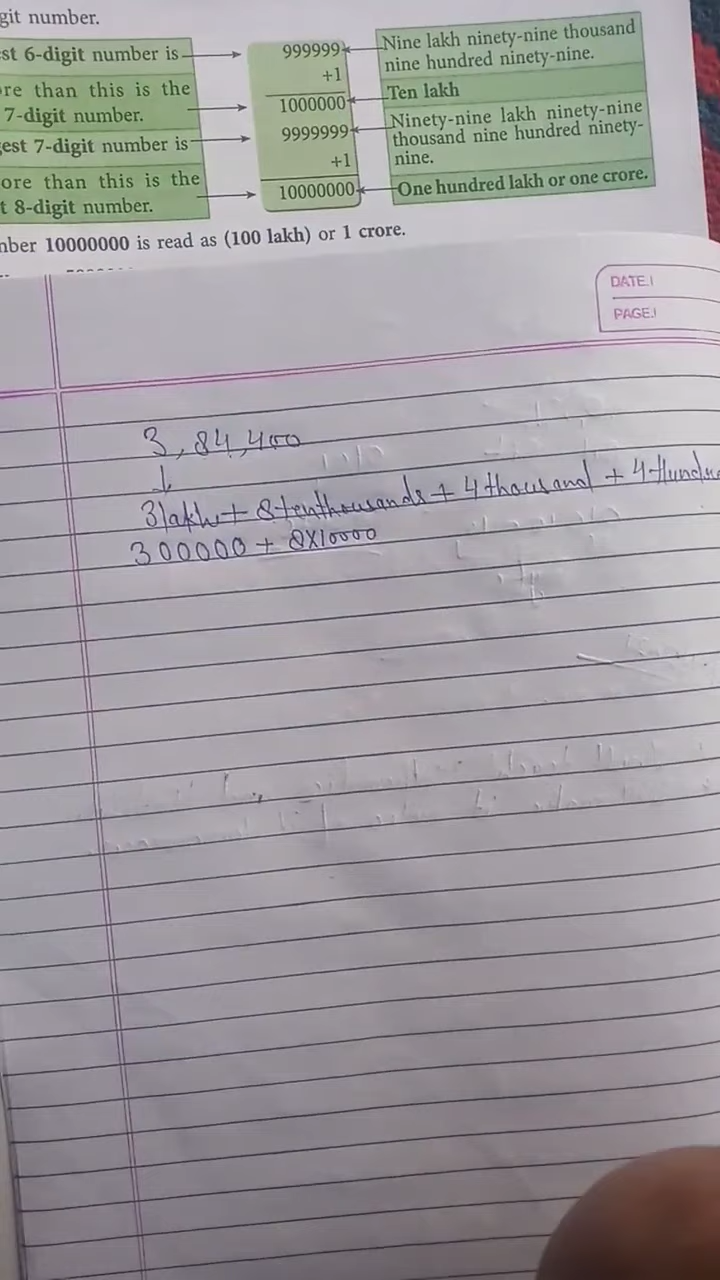 git number.
st 6-digit number is
999999
Nine lakh ninety-nine thousand
nine hundred ninety-nine.
+1
re than this is the
7-digit number.
1000000
Ten lakh
est 7-digit number is
9999999
Ninety-nine lakh ninety-nine
thousand nine hundred ninety-
nine.
+1
ore than this is the
t 8-digit number.
10000000
One hundred lakh or one crore.
mber 10000000 is read as (100 lakh) or 1 crore.
DATE:
PAGE:
3,84,400
3 lakh + 8 tenthousands + 4 thousand + 4 Hundre
300000 + 8X10000